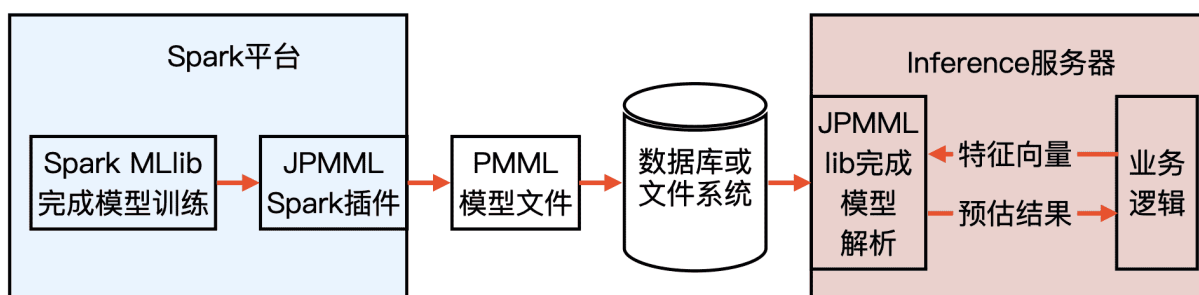 Spark平台
Spark MLlib
完成模型训练
JPMML
Spark插件
PMML
模型文件
数据库或
文件系统
Inference服务器
JPMML
lib完成
模型
解析
特征向量
预估结果
业务
逻辑